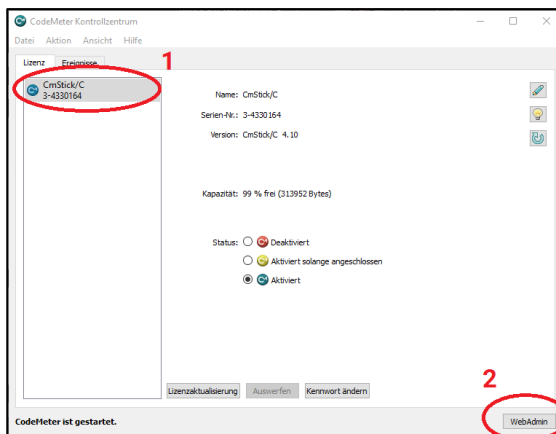 CodeMeter Kontrollzentrum
Datei Aktion Ansicht Hilfe
1
Lizenz Ereignisse
CmStick/C
3-4330164
Name: CmStick/C
Serien-Nr.: 3-4330164
Version: CmStick/C 4.10
Kapazität: 99 % frei (313952 Bytes)
Status: Deaktiviert
Aktiviert solange angeschlossen
Aktiviert
Lizenzaktualisierung Auswerfen Kennwort ändern
2
CodeMeter ist gestartet. WebAdmin